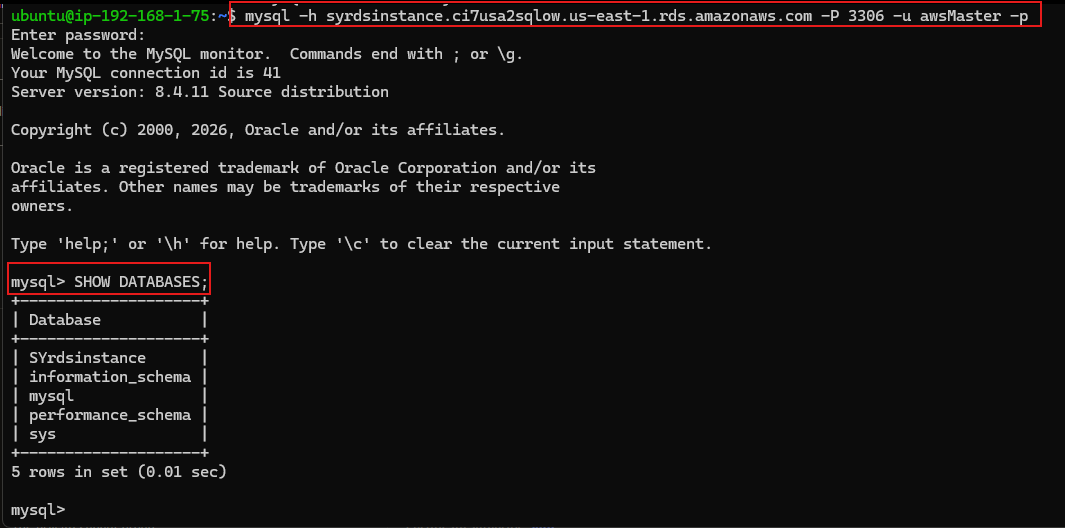 ubuntu@ip-192-168-1-75:~$ mysql -h syrdsinstance.ci7usa2sqlow.us-east-1.rds.amazonaws.com -P 3306 -u awsMaster -p
Enter password:
Welcome to the MySQL monitor.  Commands end with ; or \g.
Your MySQL connection id is 41
Server version: 8.4.11 Source distribution

Copyright (c) 2000, 2026, Oracle and/or its affiliates.

Oracle is a registered trademark of Oracle Corporation and/or its
affiliates. Other names may be trademarks of their respective
owners.

Type 'help;' or '\h' for help. Type '\c' to clear the current input statement.

mysql> SHOW DATABASES;
+--------------------+
| Database           |
+--------------------+
| SYrdsinstance      |
| information_schema |
| mysql              |
| performance_schema |
| sys                |
+--------------------+
5 rows in set (0.01 sec)

mysql>